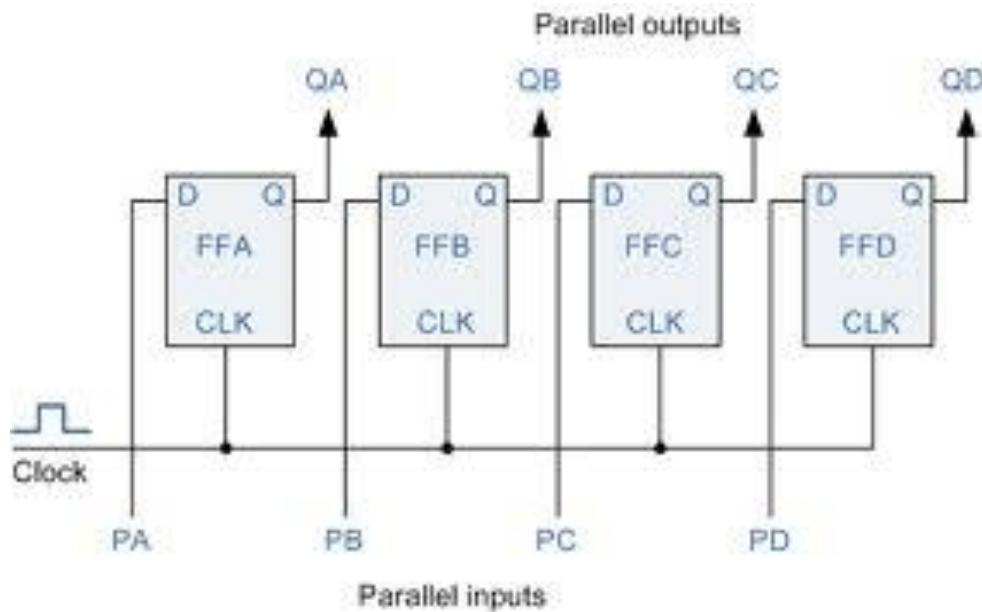 Parallel outputs
QA QB QC QD
D Q D Q D Q D Q
FFA FFB FFC FFD
CLK CLK CLK CLK
Clock
PA PB PC PD
Parallel inputs